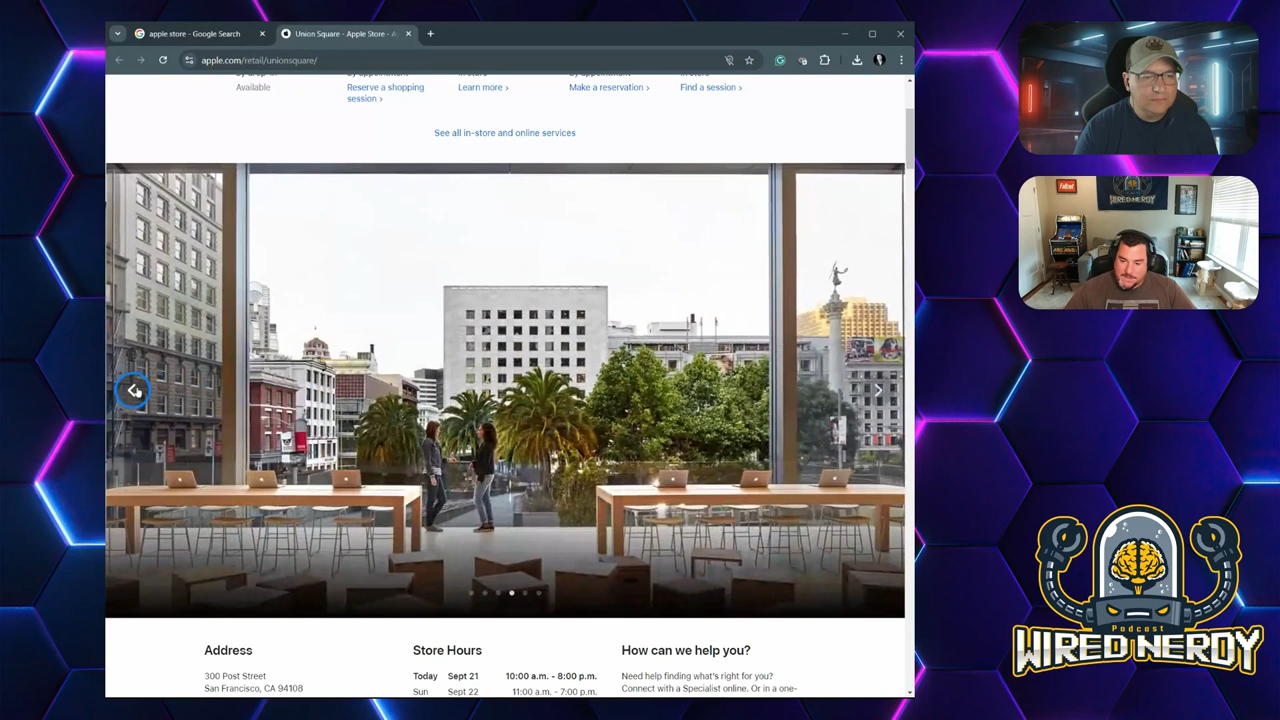 apple store - Google Search
Union Square - Apple Store - A
apple.com/retail/unionsquare/
Available
Reserve a shopping
session >
Learn more >
Make a reservation >
Find a session >
See all in-store and online services
Address
300 Post Street
San Francisco, CA 94108
Store Hours
Today Sept 21 10:00 a.m. - 8:00 p.m.
Sun Sept 22 11:00 a.m. - 7:00 p.m.
How can we help you?
Need help finding what's right for you?
Connect with a Specialist online. Or in a one-
Fallout
WIRED NERDY
Podcast
WIRED NERDY